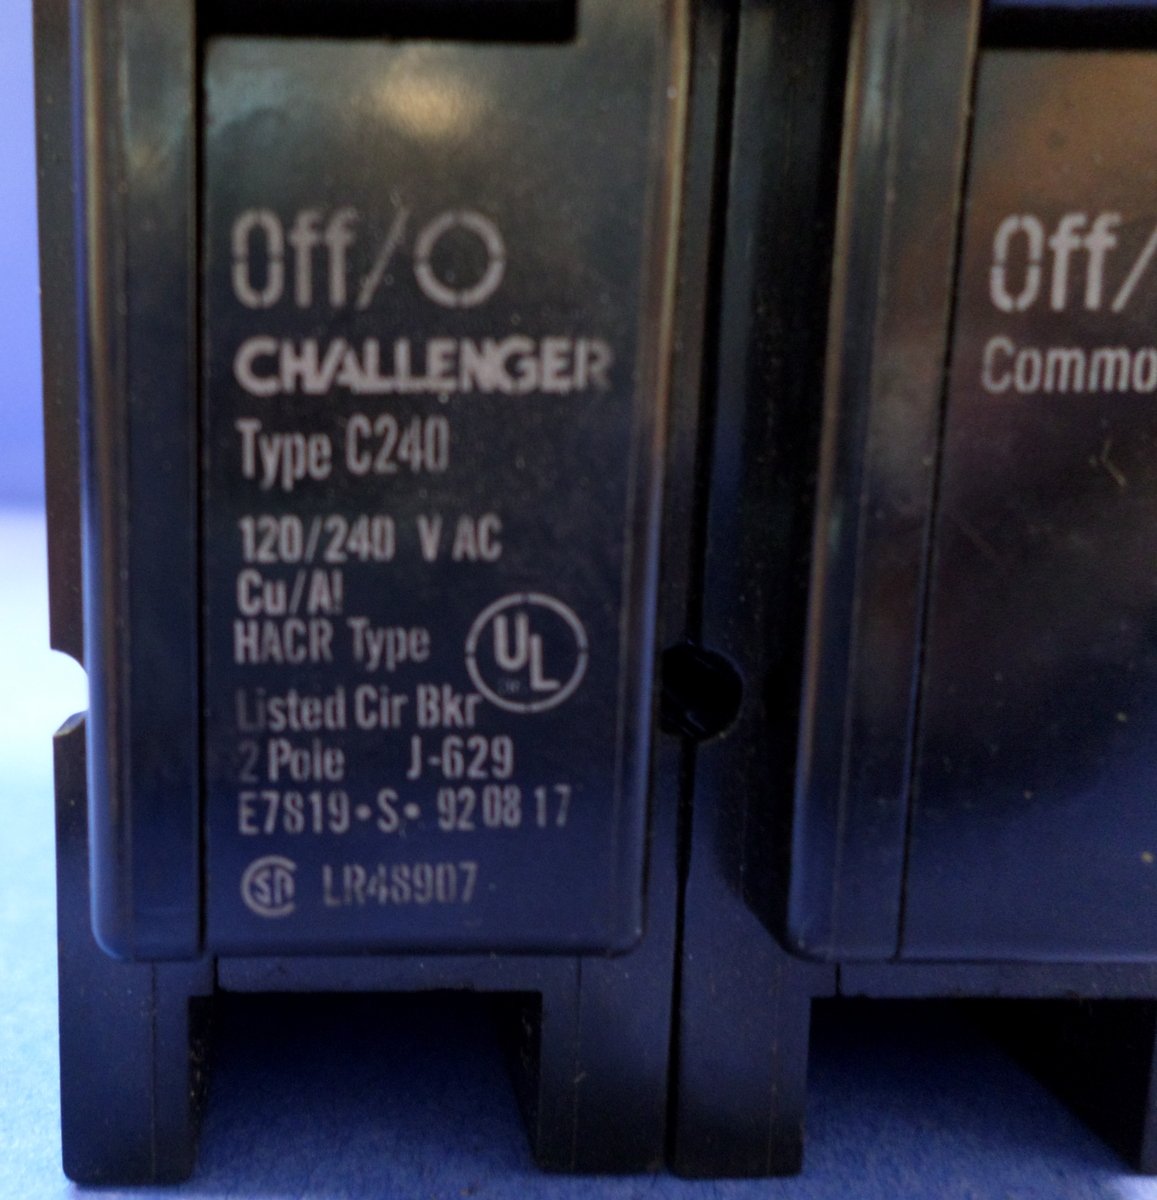 Off/O
CHALLENGER
Type C240
120/240 V AC
Cu/Al
HACR Type
UL
Listed Cir Bkr
2 Pole J-629
E7819•S• 92 08 17
SA LR48907
Off/
Commo